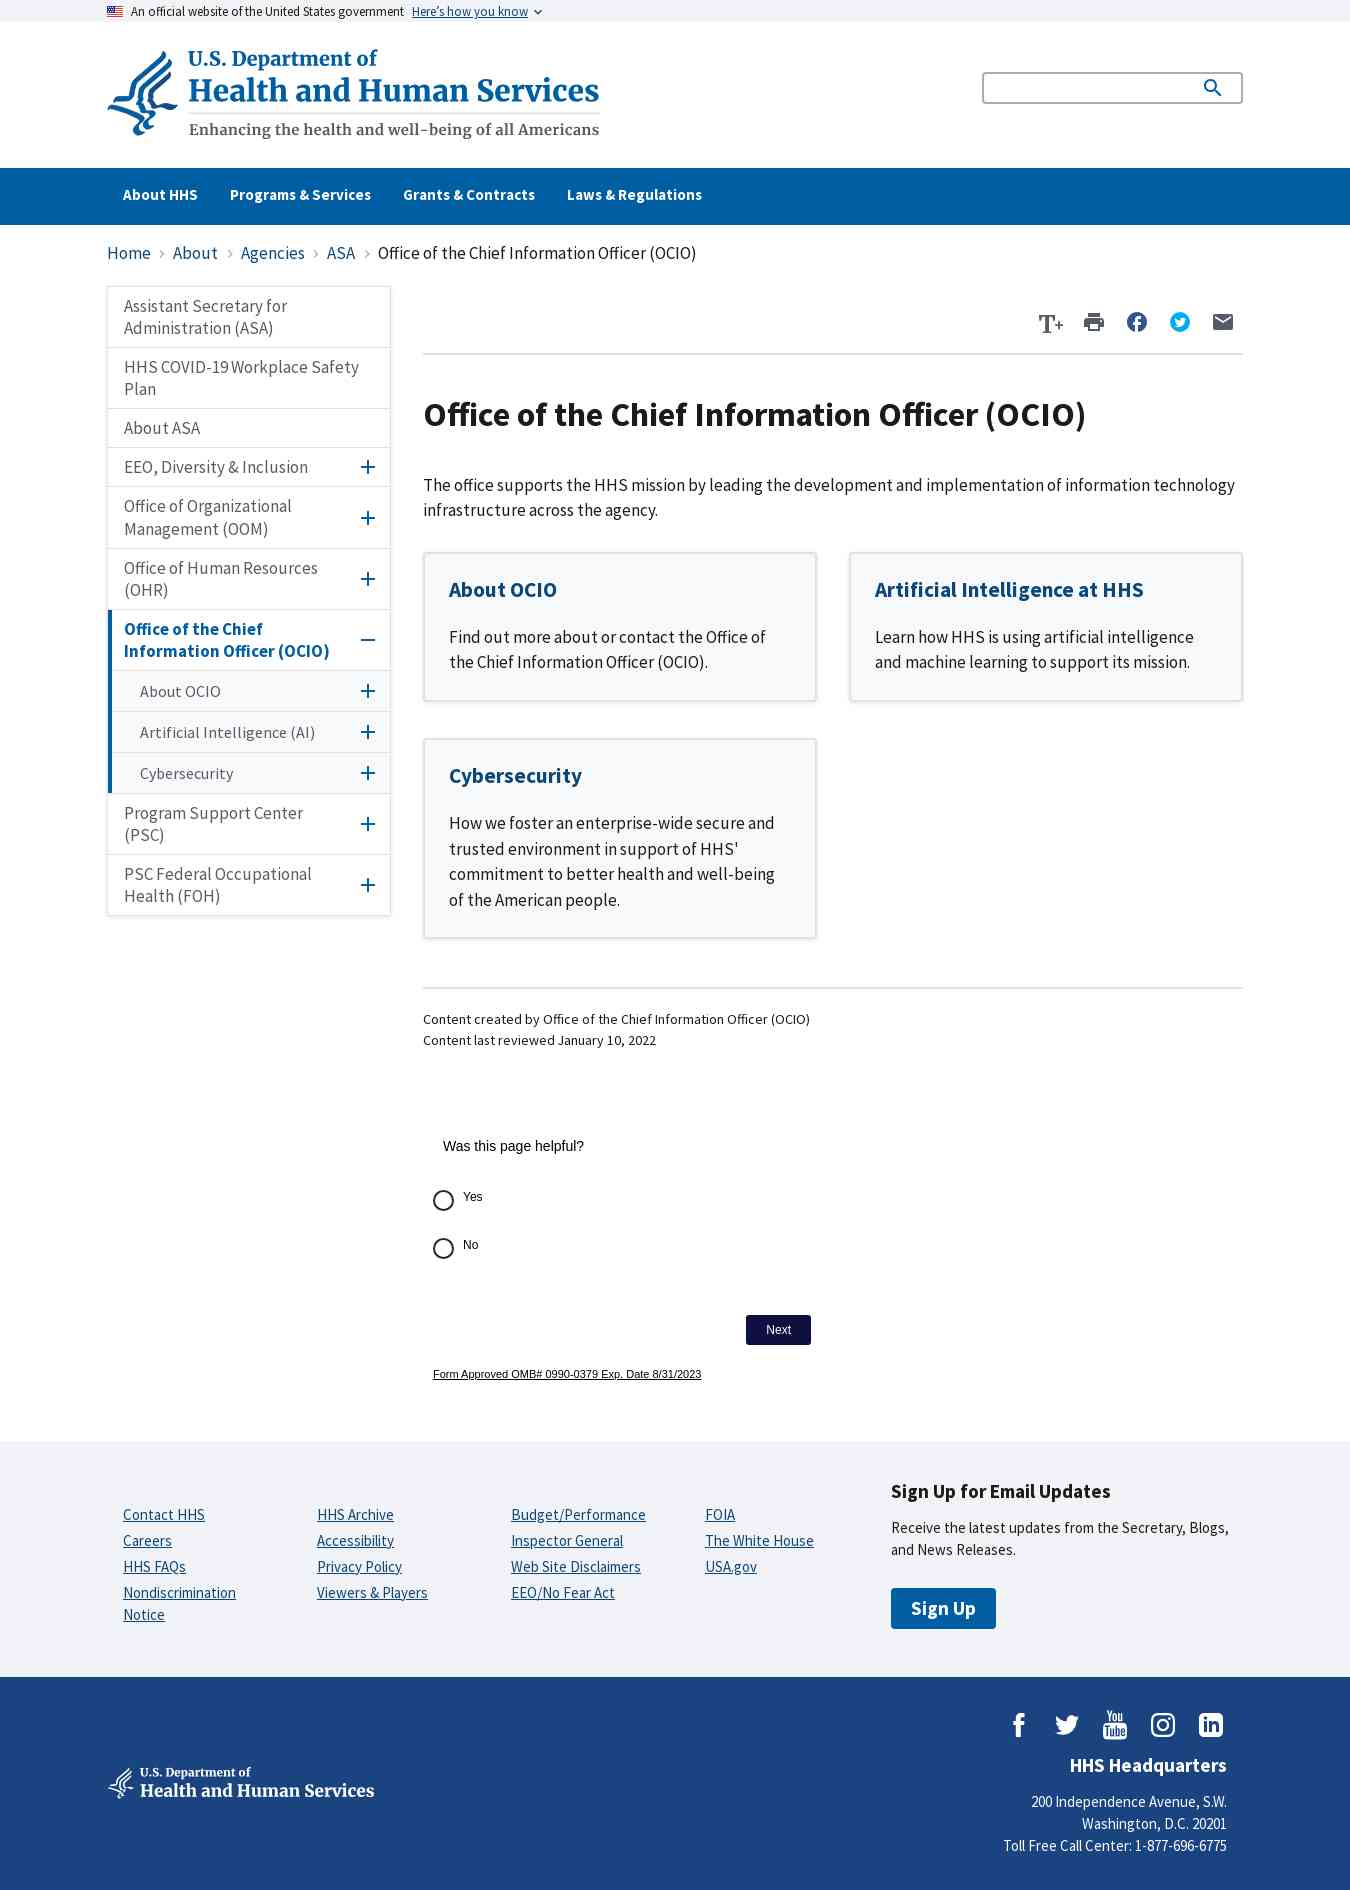 An official website of the United States government Here's how you know
U.S. Department of
Health and Human Services
Enhancing the health and well-being of all Americans
About HHS Programs & Services Grants & Contracts Laws & Regulations
Home > About > Agencies > ASA > Office of the Chief Information Officer (OCIO)
Assistant Secretary for
Administration (ASA)
HHS COVID-19 Workplace Safety
Plan
About ASA
EEO, Diversity & Inclusion
Office of Organizational
Management (OOM)
Office of Human Resources
(OHR)
Office of the Chief
Information Officer (OCIO)
About OCIO
Artificial Intelligence (AI)
Cybersecurity
Program Support Center
(PSC)
PSC Federal Occupational
Health (FOH)
T+
Office of the Chief Information Officer (OCIO)
The office supports the HHS mission by leading the development and implementation of information technology
infrastructure across the agency.
About OCIO
Find out more about or contact the Office of
the Chief Information Officer (OCIO).
Artificial Intelligence at HHS
Learn how HHS is using artificial intelligence
and machine learning to support its mission.
Cybersecurity
How we foster an enterprise-wide secure and
trusted environment in support of HHS'
commitment to better health and well-being
of the American people.
Content created by Office of the Chief Information Officer (OCIO)
Content last reviewed January 10, 2022
Was this page helpful?
Yes
No
Next
Form Approved OMB# 0990-0379 Exp. Date 8/31/2023
Contact HHS
Careers
HHS FAQs
Nondiscrimination
Notice
HHS Archive
Accessibility
Privacy Policy
Viewers & Players
Budget/Performance
Inspector General
Web Site Disclaimers
EEO/No Fear Act
FOIA
The White House
USA.gov
Sign Up for Email Updates
Receive the latest updates from the Secretary, Blogs,
and News Releases.
Sign Up
You
Tube
U.S. Department of
Health and Human Services
HHS Headquarters
200 Independence Avenue, S.W.
Washington, D.C. 20201
Toll Free Call Center: 1-877-696-6775